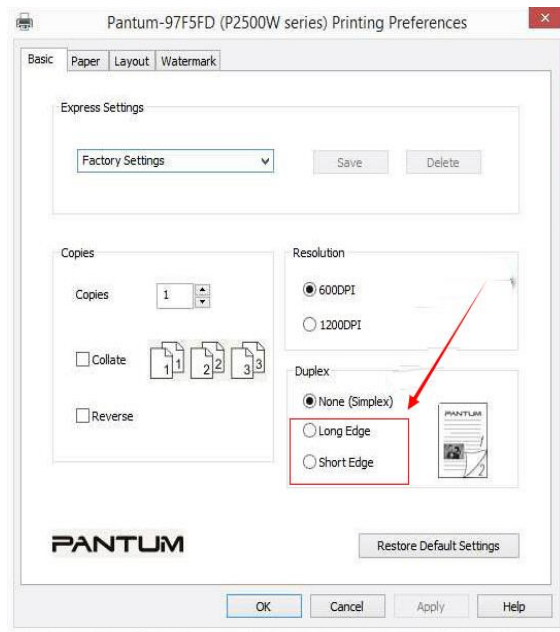 Pantum-97F5FD (P2500W series) Printing Preferences
Basic Paper Layout Watermark
Express Settings
Factory Settings Save Delete
Copies
Copies 1
Collate 1 1 2 2 3 3
Reverse
Resolution
600DPI
1200DPI
Duplex
None (Simplex)
Long Edge
Short Edge
PANTUM
2
PANTUM
Restore Default Settings
OK Cancel Apply Help